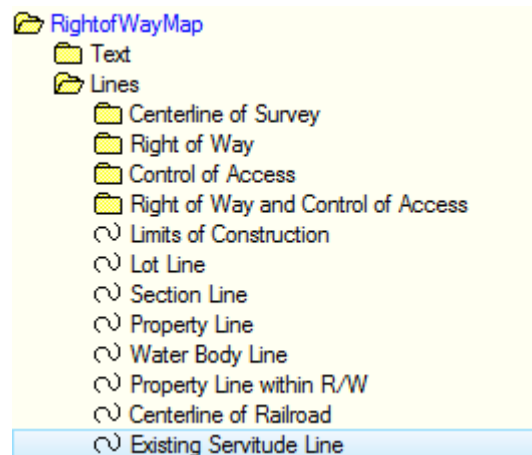 RightofWayMap
Text
Lines
Centerline of Survey
Right of Way
Control of Access
Right of Way and Control of Access
Limits of Construction
Lot Line
Section Line
Property Line
Water Body Line
Property Line within R/W
Centerline of Railroad
Existing Servitude Line